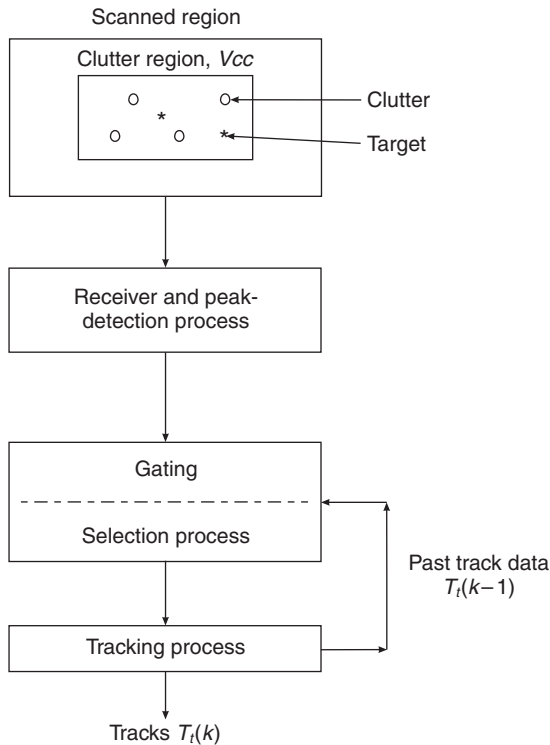 Scanned region
Clutter region, Vcc
Clutter
*
Target
*
Receiver and peak-
detection process
Gating
Selection process
Past track data
Tt(k−1)
Tracking process
Tracks Tt(k)